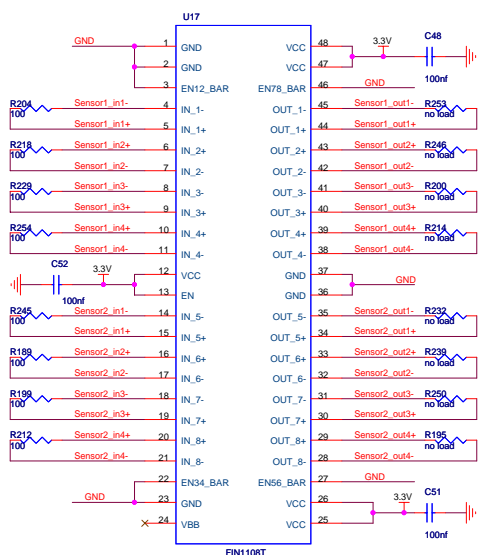 U17
GND 1 GND VCC 48 3.3V C48
2 GND VCC 47 100nf
3 EN12_BAR EN78_BAR 46 GND
R204 100 Sensor1_in1- 4 IN_1- OUT_1- 45 Sensor1_out1- R253 no load
Sensor1_in1+ 5 IN_1+ OUT_1+ 44 Sensor1_out1+
R218 100 Sensor1_in2+ 6 IN_2+ OUT_2+ 43 Sensor1_out2+ R246 no load
Sensor1_in2- 7 IN_2- OUT_2- 42 Sensor1_out2-
R229 100 Sensor1_in3- 8 IN_3- OUT_3- 41 Sensor1_out3- R200 no load
Sensor1_in3+ 9 IN_3+ OUT_3+ 40 Sensor1_out3+
R254 100 Sensor1_in4+ 10 IN_4+ OUT_4+ 39 Sensor1_out4+ R214 no load
Sensor1_in4- 11 IN_4- OUT_4- 38 Sensor1_out4-
C52 100nf 3.3V 12 VCC GND 37 GND
13 EN GND 36
R245 100 Sensor2_in1- 14 IN_5- OUT_5- 35 Sensor2_out1- R232 no load
Sensor2_in1+ 15 IN_5+ OUT_5+ 34 Sensor2_out1+
R189 100 Sensor2_in2+ 16 IN_6+ OUT_6+ 33 Sensor2_out2+ R239 no load
Sensor2_in2- 17 IN_6- OUT_6- 32 Sensor2_out2-
R199 100 Sensor2_in3- 18 IN_7- OUT_7- 31 Sensor2_out3- R250 no load
Sensor2_in3+ 19 IN_7+ OUT_7+ 30 Sensor2_out3+
R212 100 Sensor2_in4+ 20 IN_8+ OUT_8+ 29 Sensor2_out4+ R195 no load
Sensor2_in4- 21 IN_8- OUT_8- 28 Sensor2_out4-
22 EN34_BAR EN56_BAR 27 GND
GND 23 GND VCC 26 3.3V C51
24 VBB VCC 25 100nf
FIN1108T